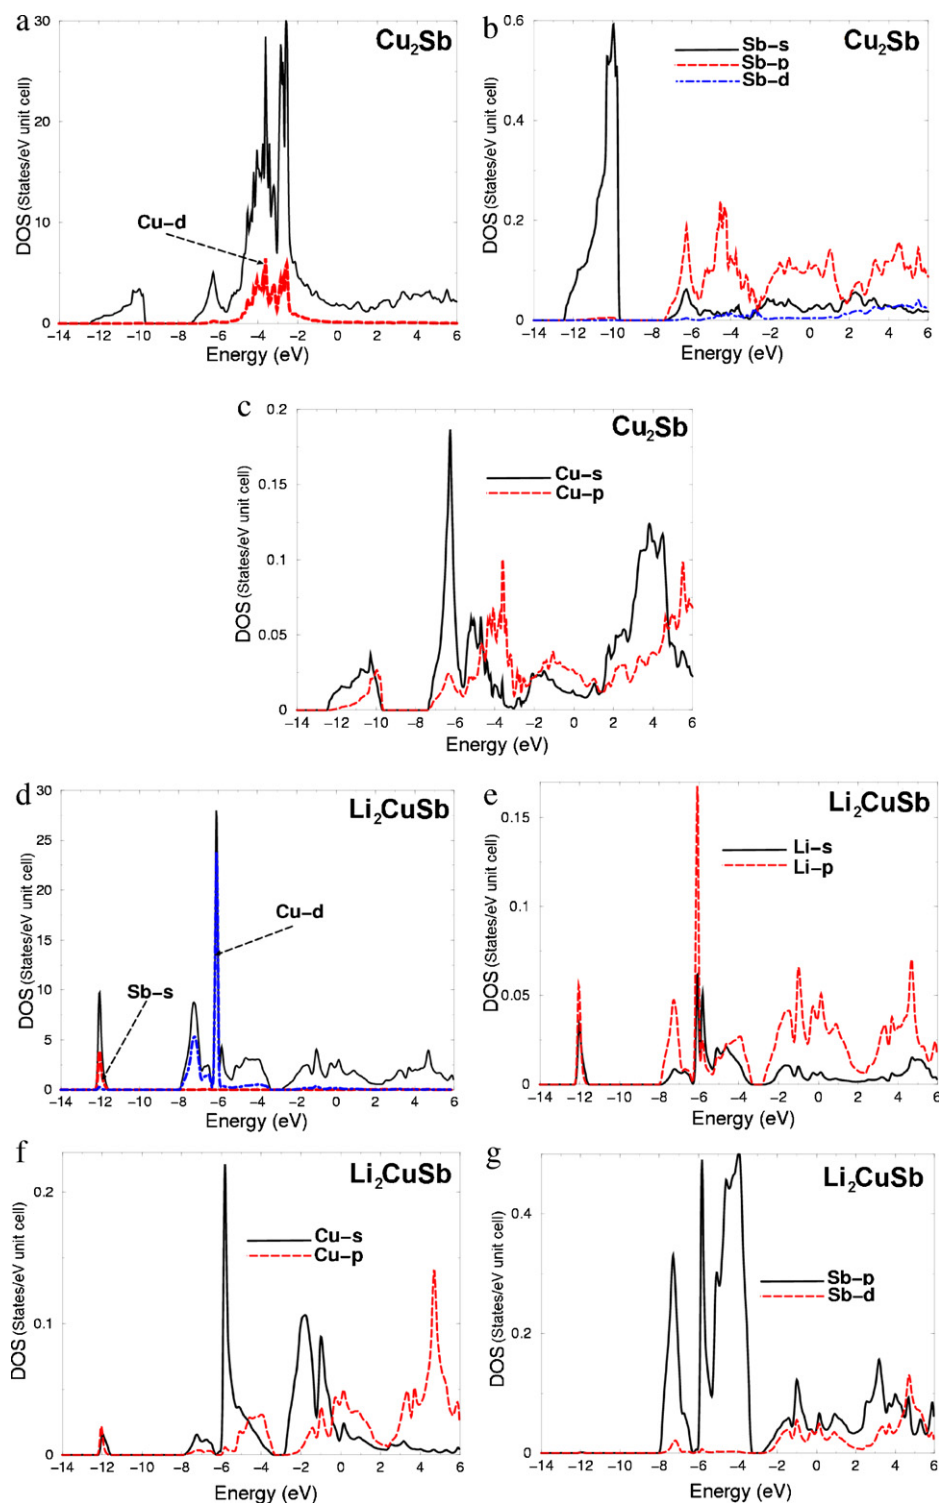 a
Cu₂Sb
30
20
10
0
DOS (States/eV unit cell)
Cu-d
−14 −12 −10 −8 −6 −4 −2 0 2 4 6
Energy (eV)
b
Cu₂Sb
Sb-s
Sb-p
Sb-d
0.6
0.4
0.2
0
DOS (States/eV unit cell)
−14 −12 −10 −8 −6 −4 −2 0 2 4 6
Energy (eV)
c
Cu₂Sb
Cu-s
Cu-p
0.2
0.15
0.1
0.05
0
DOS (States/eV unit cell)
−14 −12 −10 −8 −6 −4 −2 0 2 4 6
Energy (eV)
d
Li₂CuSb
30
25
20
15
10
5
0
DOS (States/eV unit cell)
Cu-d
Sb-s
−14 −12 −10 −8 −6 −4 −2 0 2 4 6
Energy (eV)
e
Li₂CuSb
Li-s
Li-p
0.15
0.1
0.05
0
DOS (States/eV unit cell)
−14 −12 −10 −8 −6 −4 −2 0 2 4 6
Energy (eV)
f
Li₂CuSb
Cu-s
Cu-p
0.2
0.1
0
DOS (States/eV unit cell)
−14 −12 −10 −8 −6 −4 −2 0 2 4 6
Energy (eV)
g
Li₂CuSb
Sb-p
Sb-d
0.4
0.2
0
DOS (States/eV unit cell)
−14 −12 −10 −8 −6 −4 −2 0 2 4 6
Energy (eV)